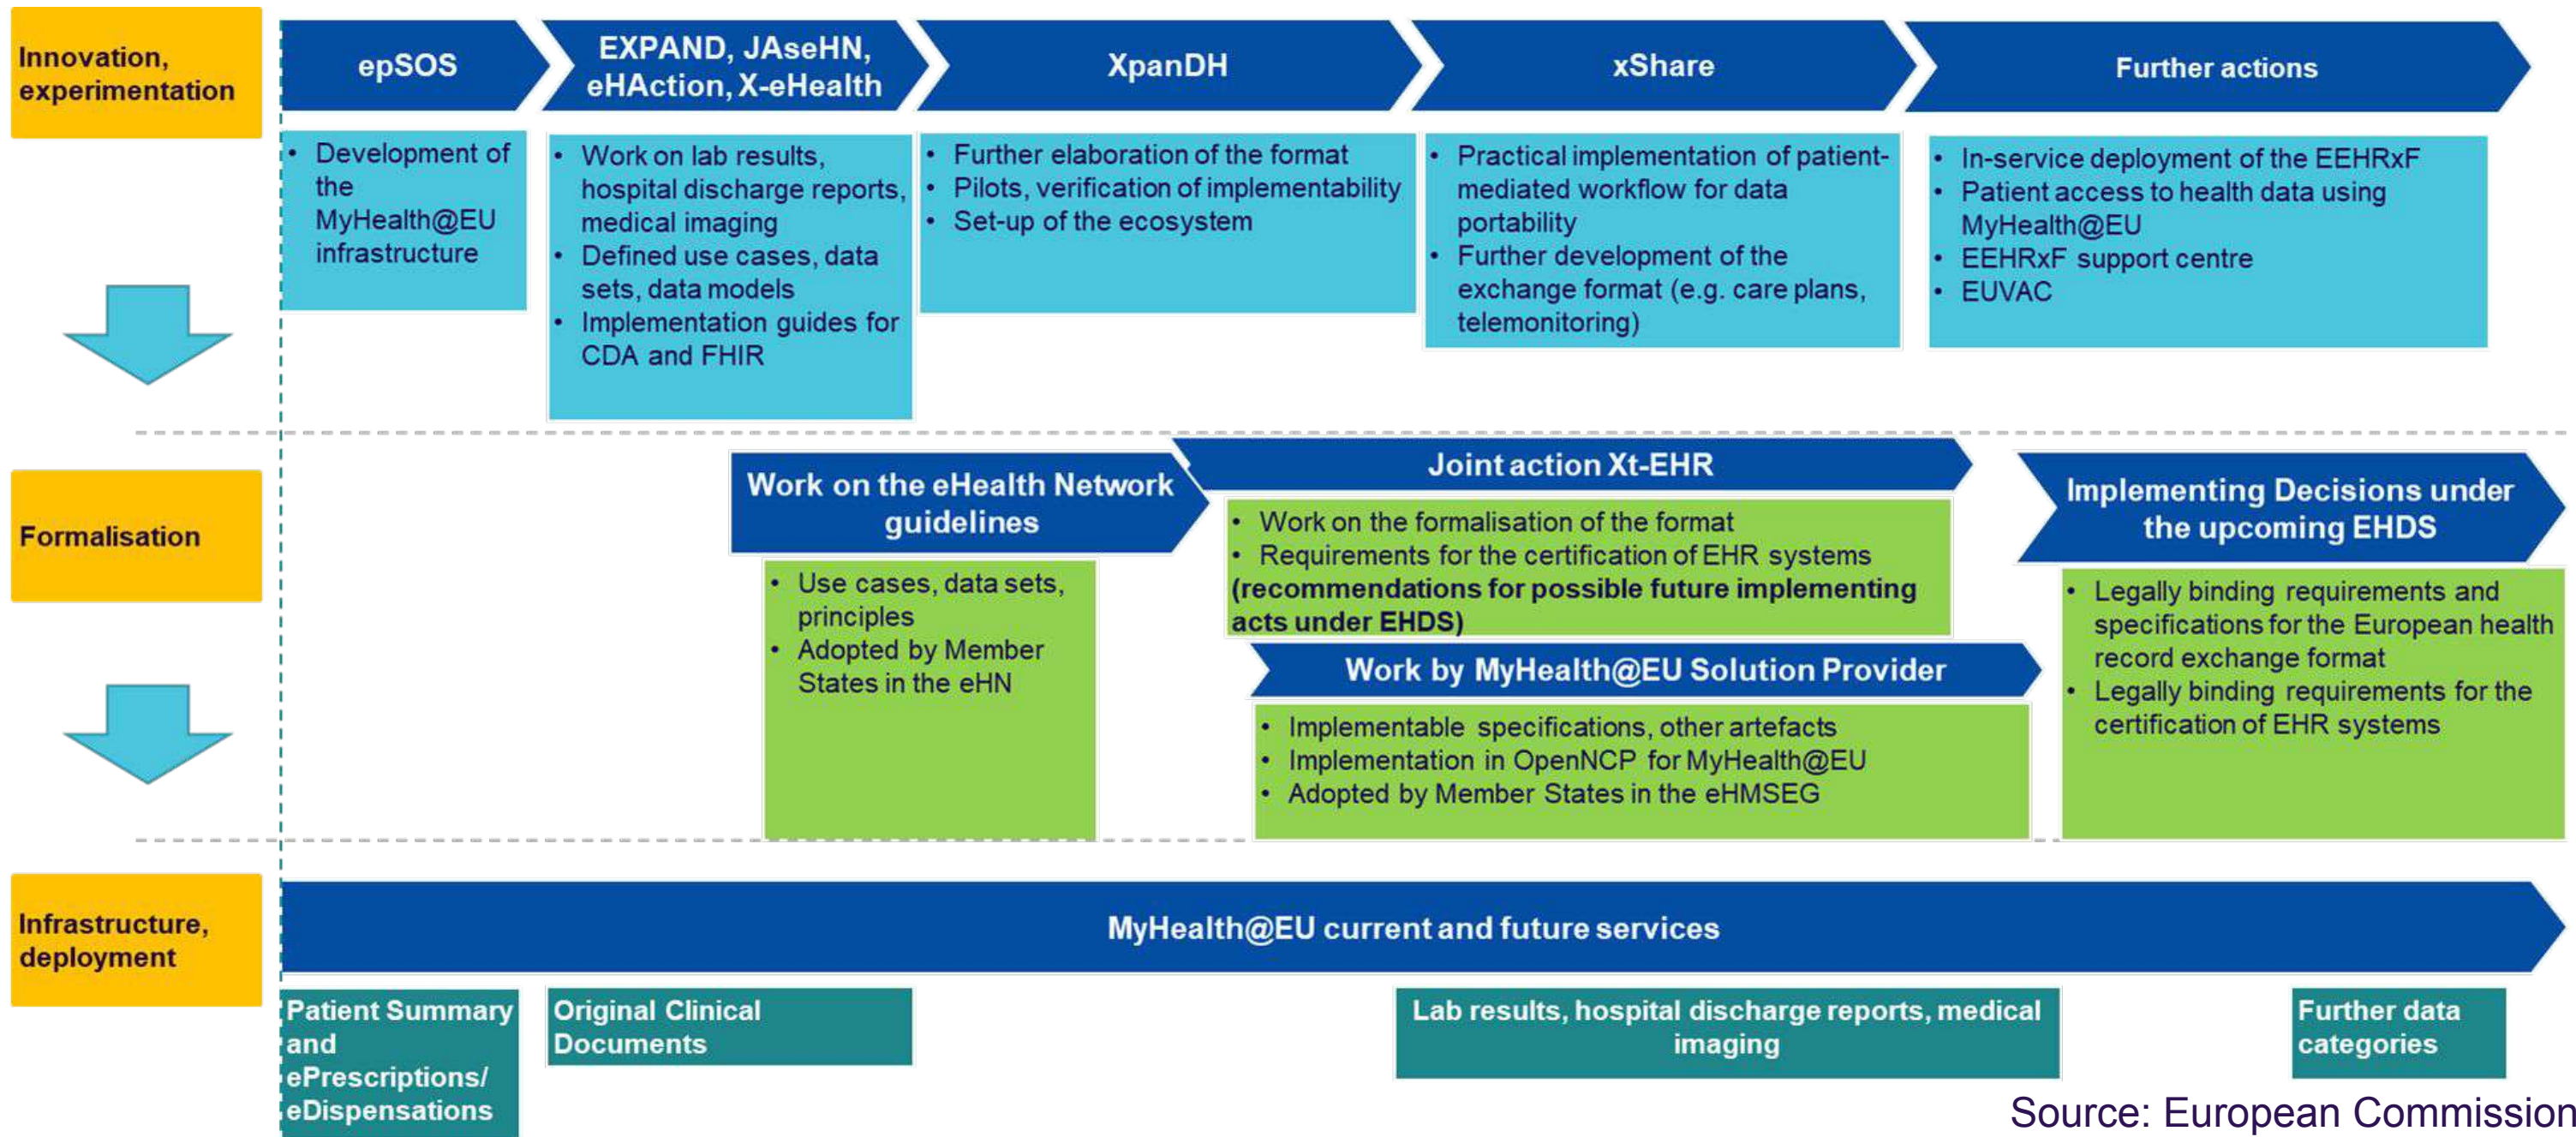 Innovation,
experimentation
epSOS
EXPAND, JAseHN,
eHAction, X-eHealth
XpanDH
xShare
Further actions
• Development of
the
MyHealth@EU
infrastructure
• Work on lab results,
hospital discharge reports,
medical imaging
• Defined use cases, data
sets, data models
• Implementation guides for
CDA and FHIR
• Further elaboration of the format
• Pilots, verification of implementability
• Set-up of the ecosystem
• Practical implementation of patient-
mediated workflow for data
portability
• Further development of the
exchange format (e.g. care plans,
telemonitoring)
• In-service deployment of the EEHRxF
• Patient access to health data using
MyHealth@EU
• EEHRxF support centre
• EUVAC
Formalisation
Work on the eHealth Network
guidelines
• Use cases, data sets,
principles
• Adopted by Member
States in the eHN
Joint action Xt-EHR
• Work on the formalisation of the format
• Requirements for the certification of EHR systems
(recommendations for possible future implementing
acts under EHDS)
Work by MyHealth@EU Solution Provider
• Implementable specifications, other artefacts
• Implementation in OpenNCP for MyHealth@EU
• Adopted by Member States in the eHMSEG
Implementing Decisions under
the upcoming EHDS
• Legally binding requirements and
specifications for the European health
record exchange format
• Legally binding requirements for the
certification of EHR systems
Infrastructure,
deployment
MyHealth@EU current and future services
Patient Summary
and
ePrescriptions/
eDispensations
Original Clinical
Documents
Lab results, hospital discharge reports, medical
imaging
Further data
categories
Source: European Commission